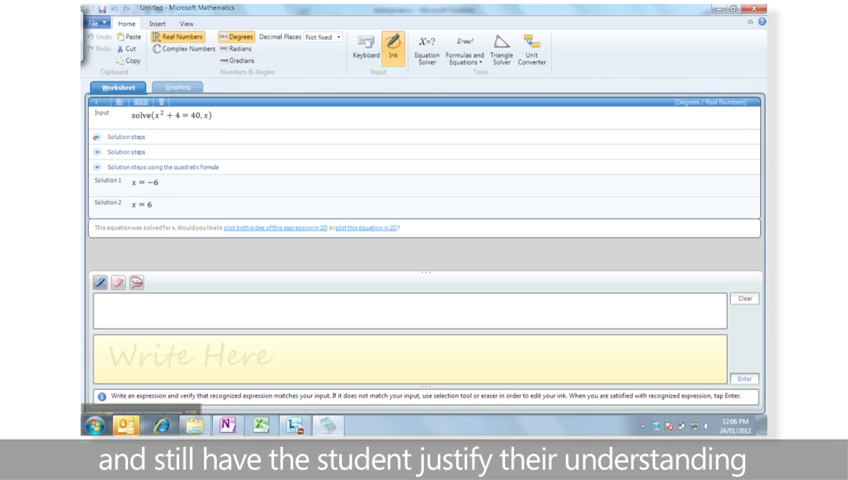 Untitled - Microsoft Mathematics
File Home Insert View
Undo Paste Real Numbers Degrees Decimal Places Not fixed
Redo Cut Complex Numbers Radians
Copy Gradians
Keyboard Ink Equation Solver Formulas and Equations Triangle Solver Unit Converter
Clipboard Numbers & Angles Input Tools
Worksheet Graphing
1 (Degrees / Real Numbers)
Input solve(x² + 4 = 40, x)
Solution steps
Solution steps
Solution steps using the quadratic fomula
Solution 1 x = −6
Solution 2 x = 6
This equation was solved for x. Would you like to plot both sides of this expression in 2D or plot this equation in 2D?
Clear
Write Here
Enter
Write an expression and verify that recognized expression matches your input. If it does not match your input, use selection tool or eraser in order to edit your ink. When you are satisfied with recognized expression, tap Enter.
12:06 PM
24/01/2012
and still have the student justify their understanding